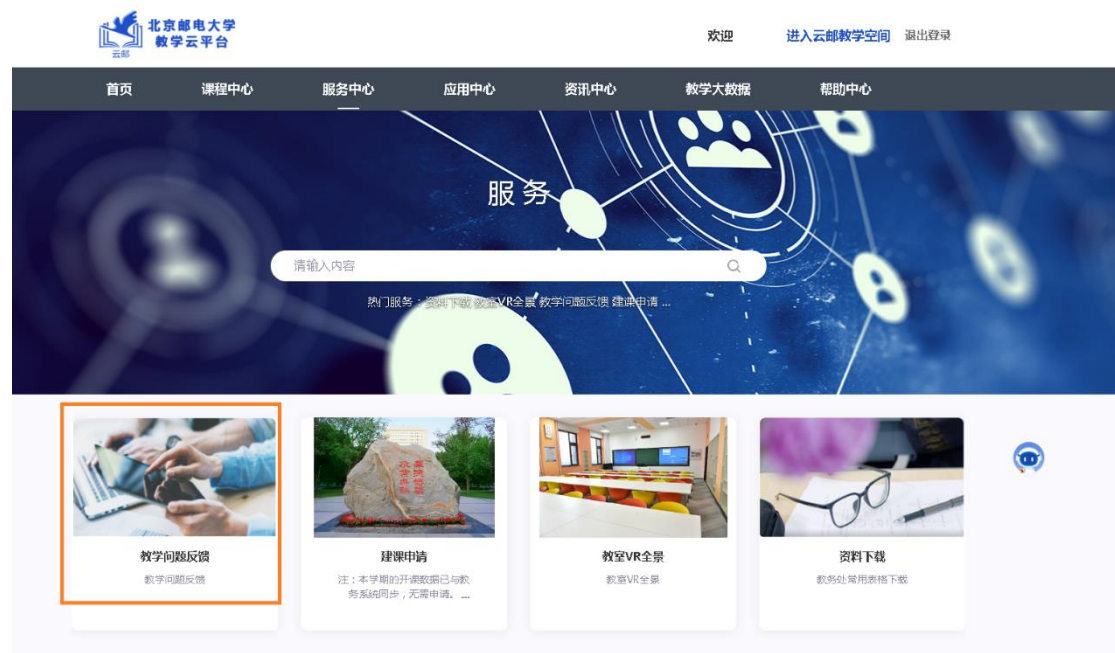 北京邮电大学
教学云平台
云邮
欢迎
进入云邮教学空间
退出登录
首页
课程中心
服务中心
应用中心
资讯中心
教学大数据
帮助中心
服务
请输入内容
热门服务：资料下载 教室VR全景 教学问题反馈 建课申请 ...
教学问题反馈
教学问题反馈
建课申请
注：本学期的开课数据已与教
务系统同步，无需申请。 ...
教室VR全景
教室VR全景
资料下载
教务处常用表格下载